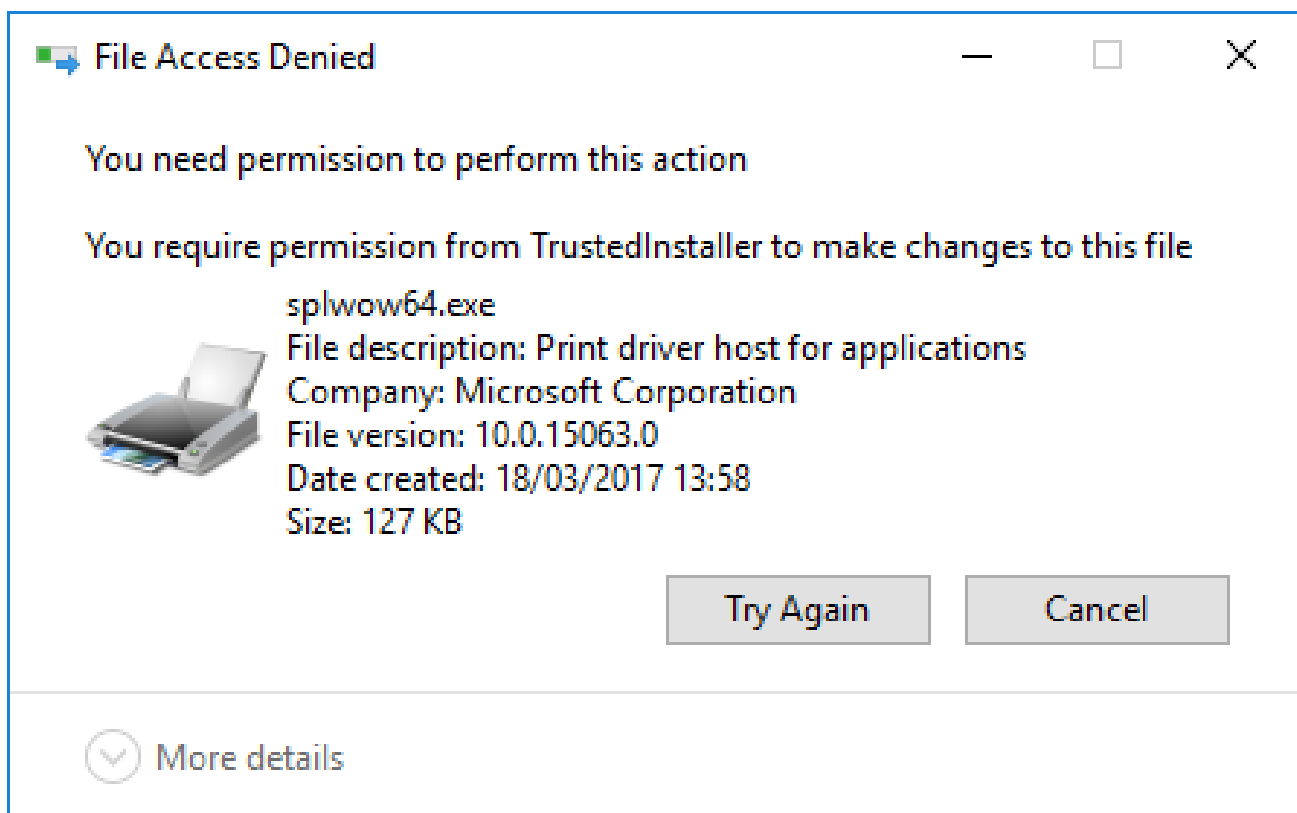 File Access Denied
You need permission to perform this action
You require permission from TrustedInstaller to make changes to this file
splwow64.exe
File description: Print driver host for applications
Company: Microsoft Corporation
File version: 10.0.15063.0
Date created: 18/03/2017 13:58
Size: 127 KB
Try Again
Cancel
More details